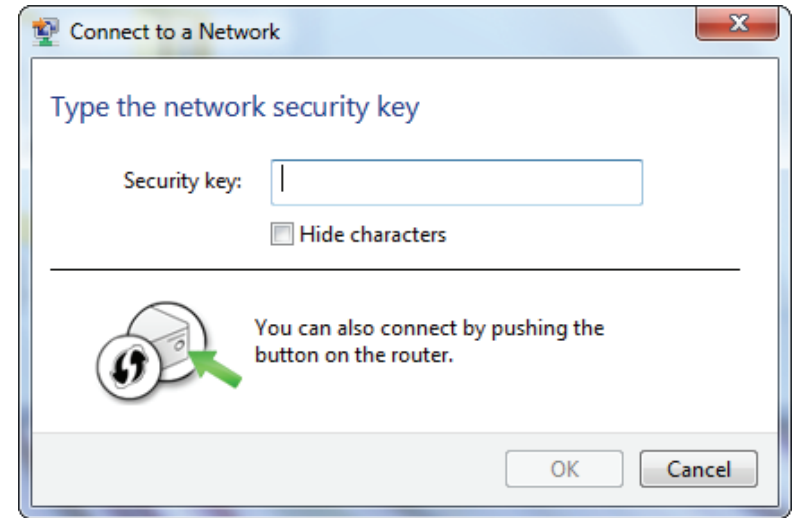 Connect to a Network
Type the network security key
Security key:
Hide characters
You can also connect by pushing the
button on the router.
OK
Cancel